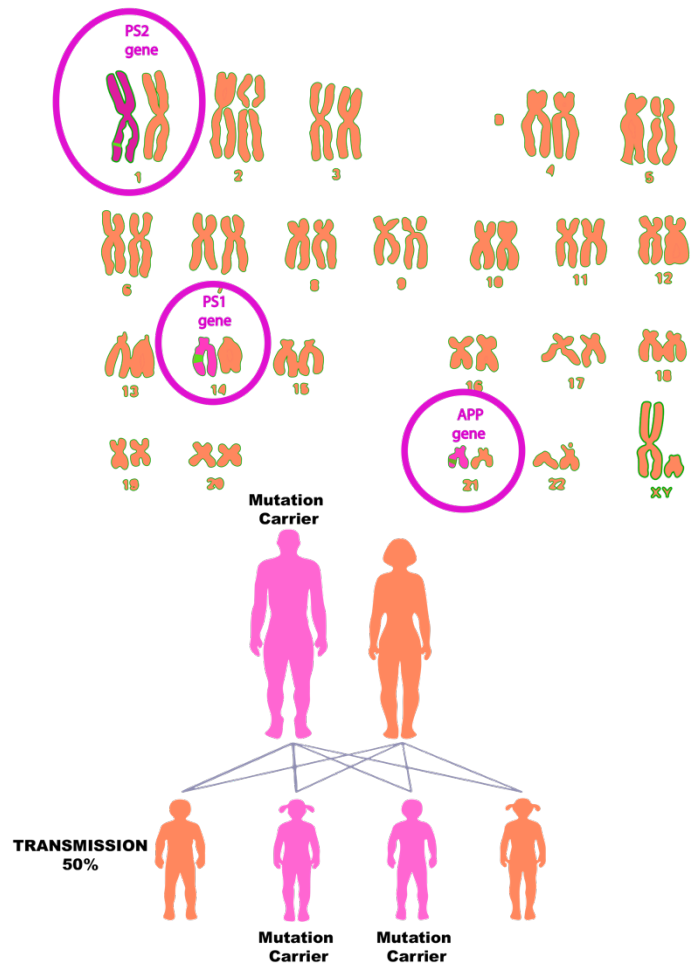 PS2
gene
1
2
3
4
5
6
8
9
10
11
12
PS1
gene
13
14
15
16
17
18
APP
gene
19
20
21
22
XY
Mutation
Carrier
TRANSMISSION
50%
Mutation
Carrier
Mutation
Carrier